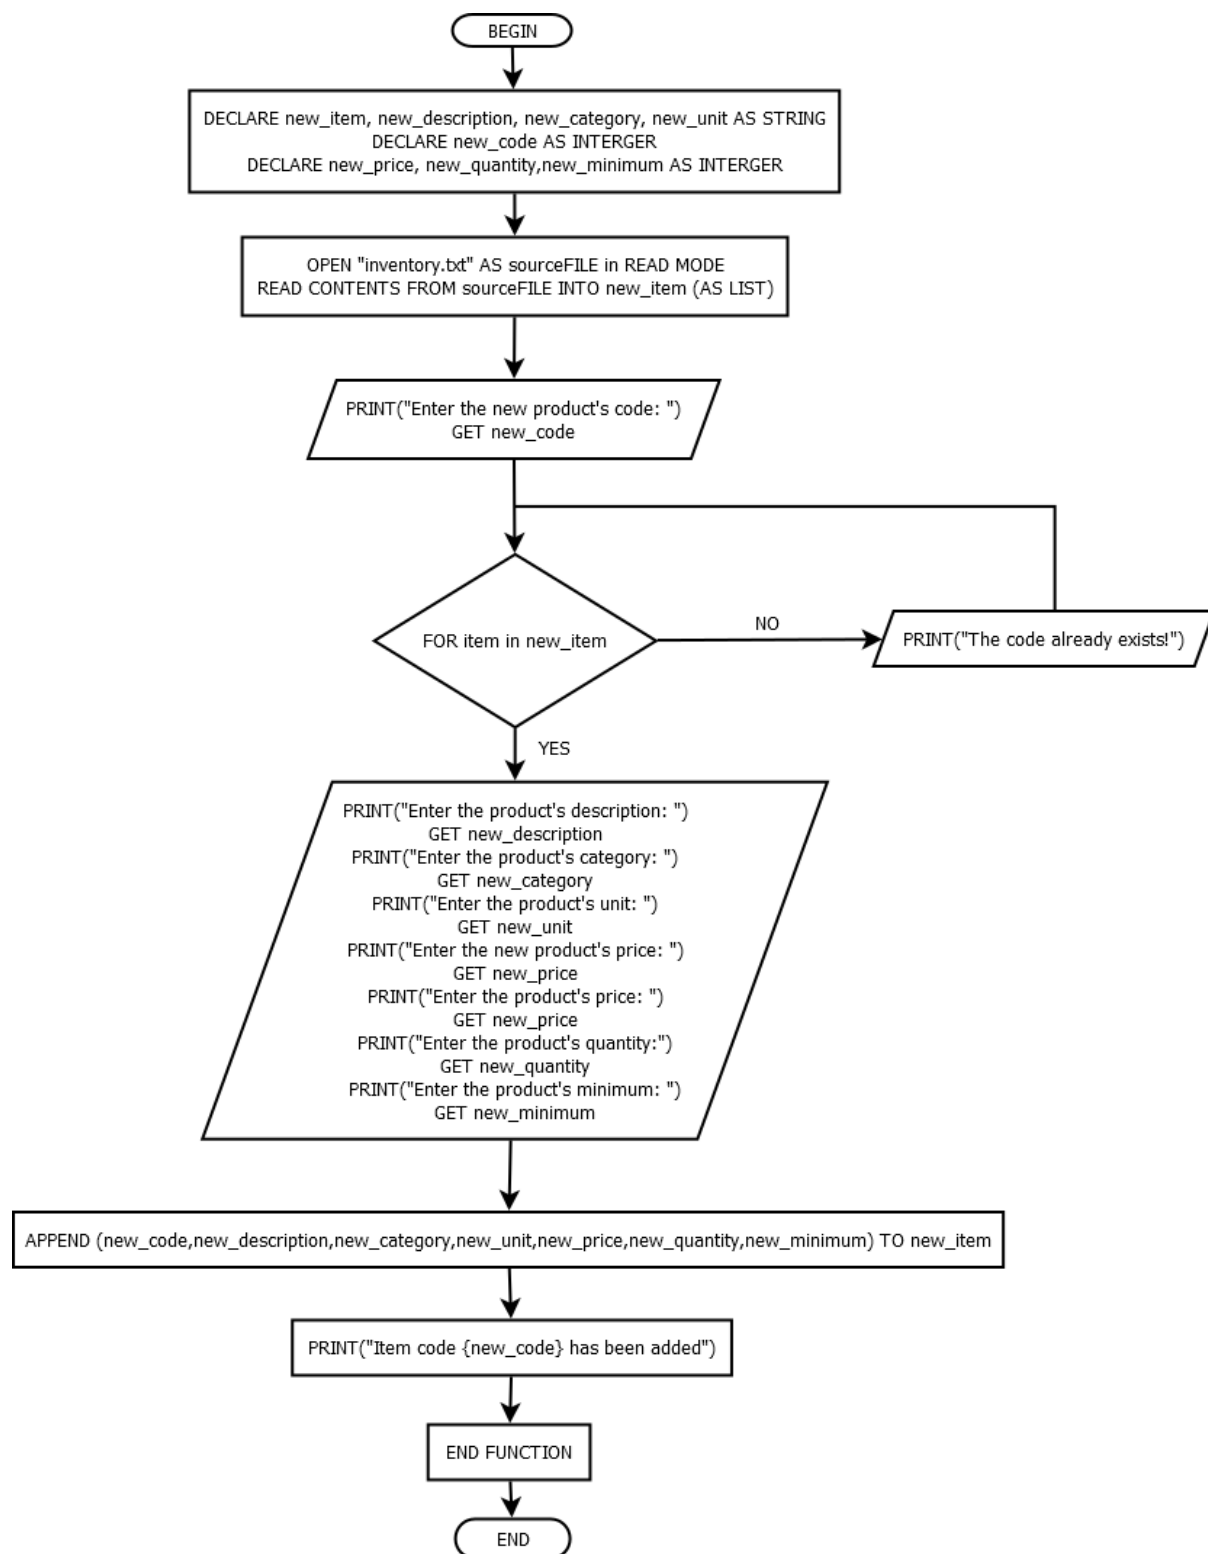 BEGIN
DECLARE new_item, new_description, new_category, new_unit AS STRING
DECLARE new_code AS INTERGER
DECLARE new_price, new_quantity,new_minimum AS INTERGER
OPEN "inventory.txt" AS sourceFILE in READ MODE
READ CONTENTS FROM sourceFILE INTO new_item (AS LIST)
PRINT("Enter the new product's code: ")
GET new_code
FOR item in new_item
NO
PRINT("The code already exists!")
YES
PRINT("Enter the product's description: ")
GET new_description
PRINT("Enter the product's category: ")
GET new_category
PRINT("Enter the product's unit: ")
GET new_unit
PRINT("Enter the new product's price: ")
GET new_price
PRINT("Enter the product's price: ")
GET new_price
PRINT("Enter the product's quantity:")
GET new_quantity
PRINT("Enter the product's minimum: ")
GET new_minimum
APPEND (new_code,new_description,new_category,new_unit,new_price,new_quantity,new_minimum) TO new_item
PRINT("Item code {new_code} has been added")
END FUNCTION
END